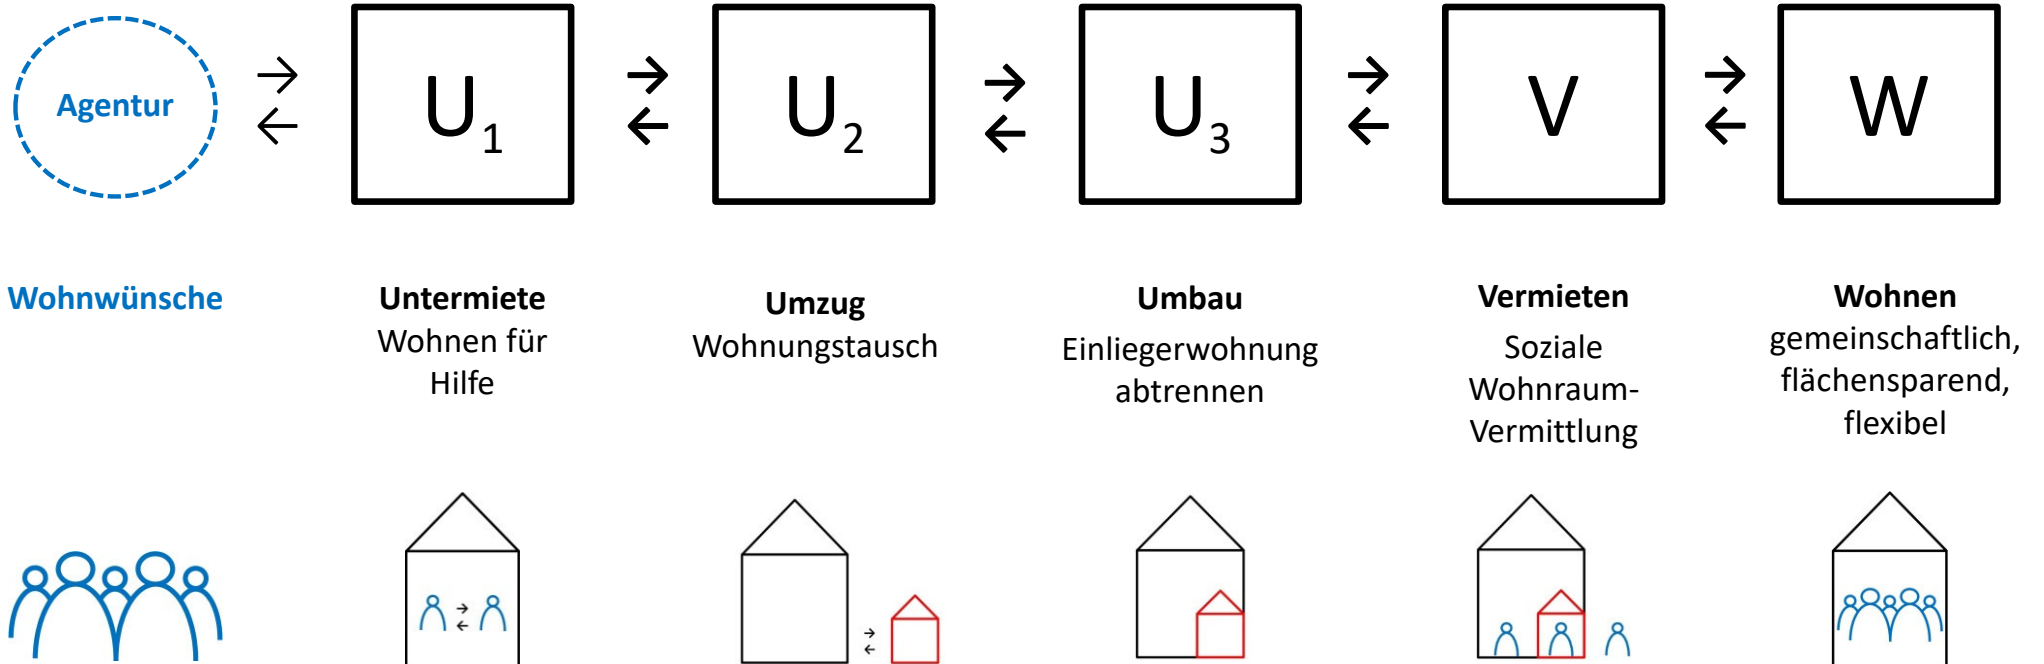 Agentur
U1
U2
U3
V
W
Wohnwünsche
Untermiete
Wohnen für
Hilfe
Umzug
Wohnungstausch
Umbau
Einliegerwohnung
abtrennen
Vermieten
Soziale
Wohnraum-
Vermittlung
Wohnen
gemeinschaftlich,
flächensparend,
flexibel